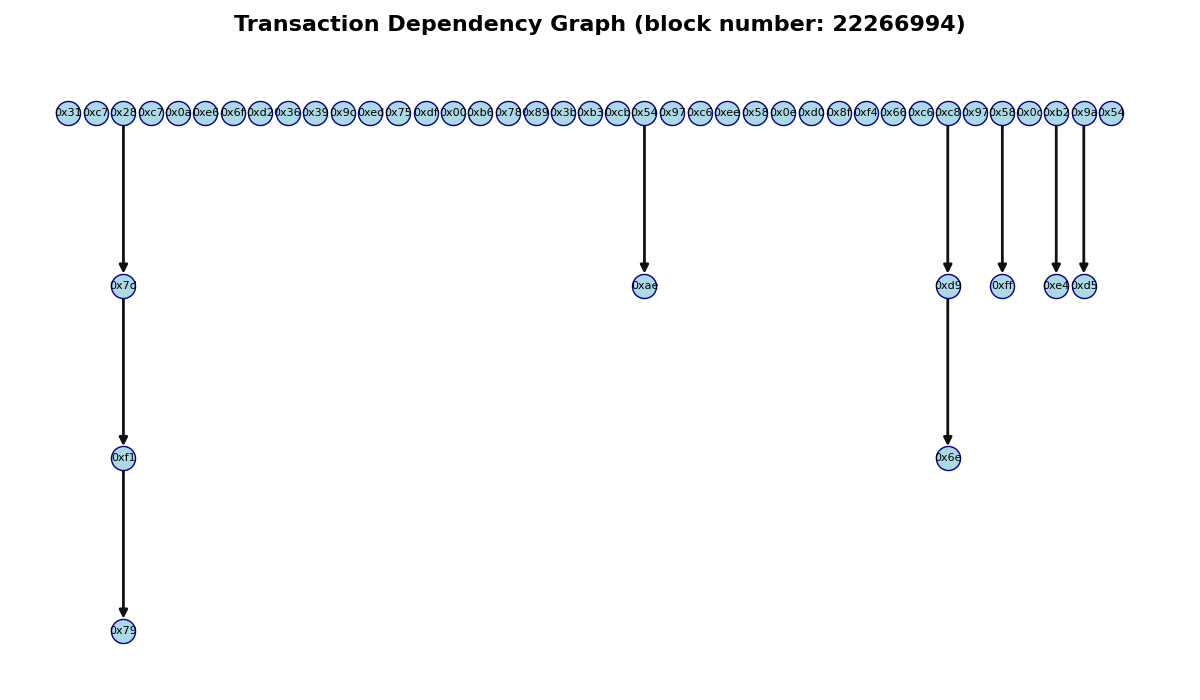 Transaction Dependency Graph (block number: 22266994)
0x31 0xc7 0x28 0xc7 0x0a 0xe6 0x6f 0xd2 0x36 0x39 0x9c 0xed 0x75 0xdf 0x00 0xb6 0x78 0x89 0x3b 0xb3 0xcb 0x54 0x97 0xc6 0xee 0x58 0x0e 0xd0 0x8f 0xf4 0x66 0xc6 0xc8 0x97 0x58 0x0c 0xb2 0x9a 0x54
0x7d 0xae 0xd9 0xff 0xe4 0xd5
0xf1 0x6e
0x79